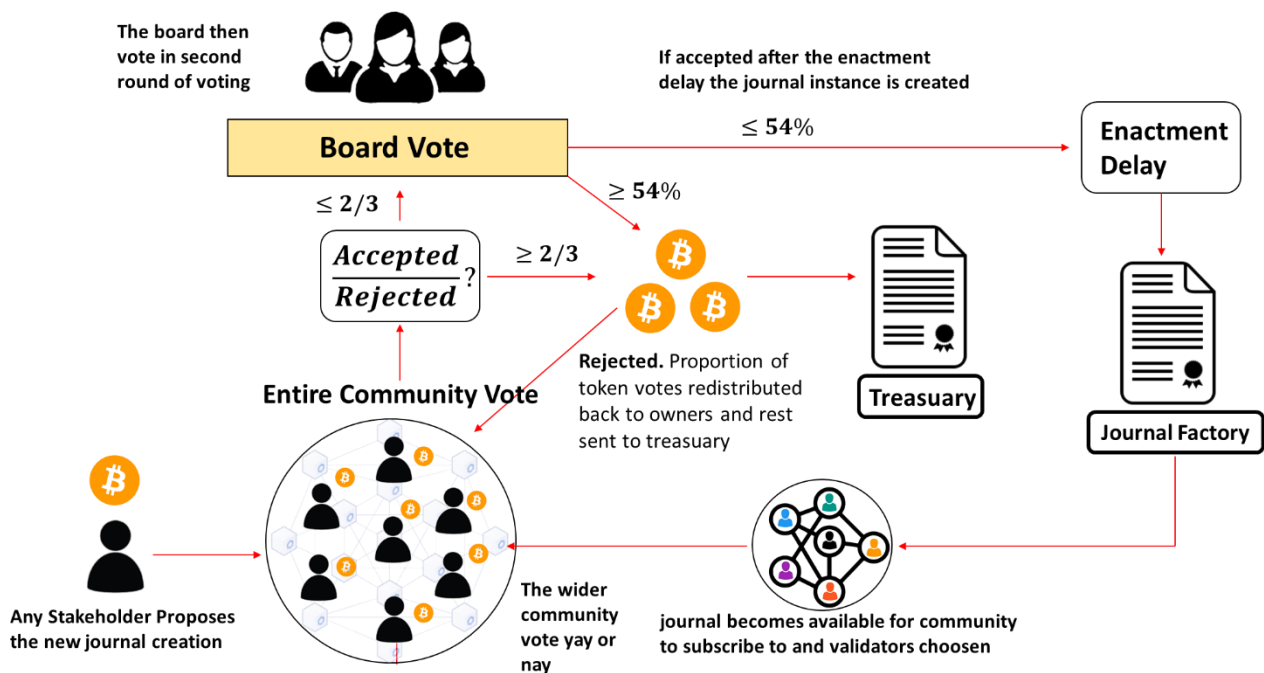 The board then
vote in second
round of voting
If accepted after the enactment
delay the journal instance is created
≤ 54%
Enactment
Delay
Board Vote
≥ 54%
≤ 2/3
Accepted
Rejected
?
≥ 2/3
Rejected. Proportion of
token votes redistributed
back to owners and rest
sent to treasury
Treasury
Journal Factory
Entire Community Vote
Any Stakeholder Proposes
the new journal creation
The wider
community
vote yay or
nay
journal becomes available for community
to subscribe to and validators choosen